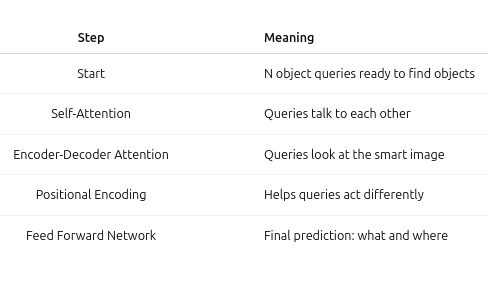 Step Meaning
Start N object queries ready to find objects
Self-Attention Queries talk to each other
Encoder-Decoder Attention Queries look at the smart image
Positional Encoding Helps queries act differently
Feed Forward Network Final prediction: what and where